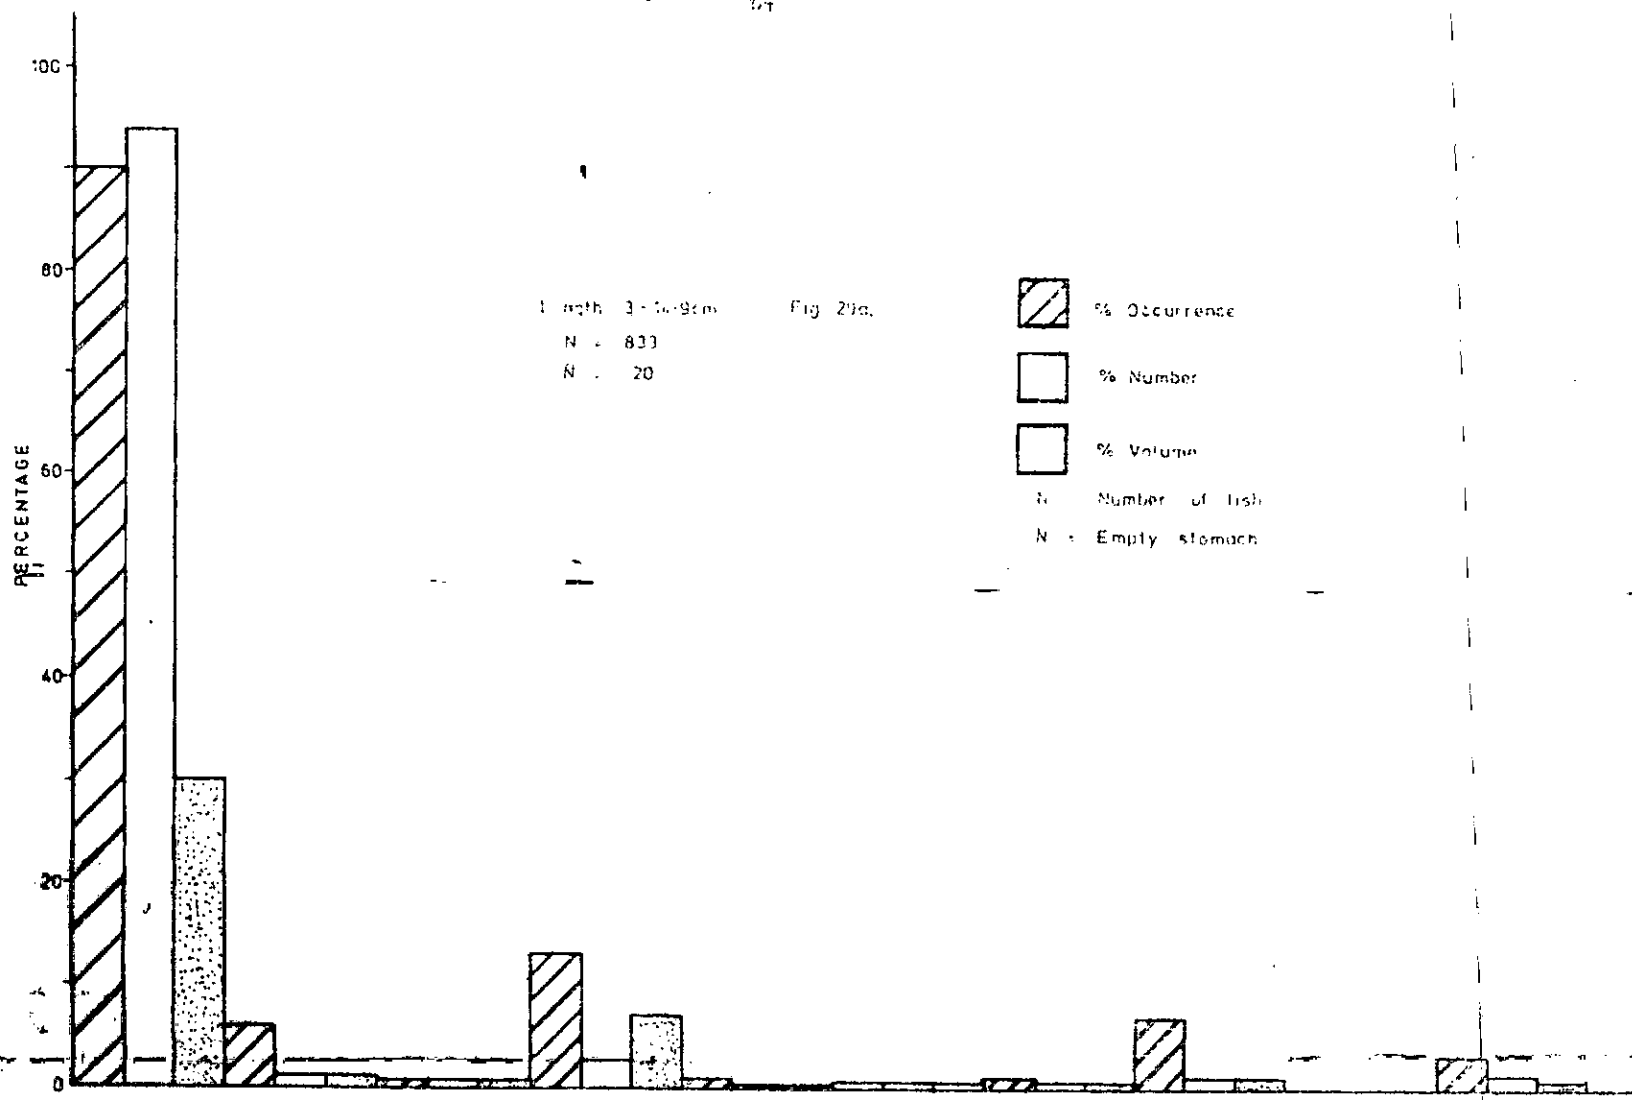 100
80
60
40
20
0
PERCENTAGE
Fig. 29a.
N = 833
N = 20
% Occurrence
% Number
% Volume
N Number of fish
N = Empty stomach